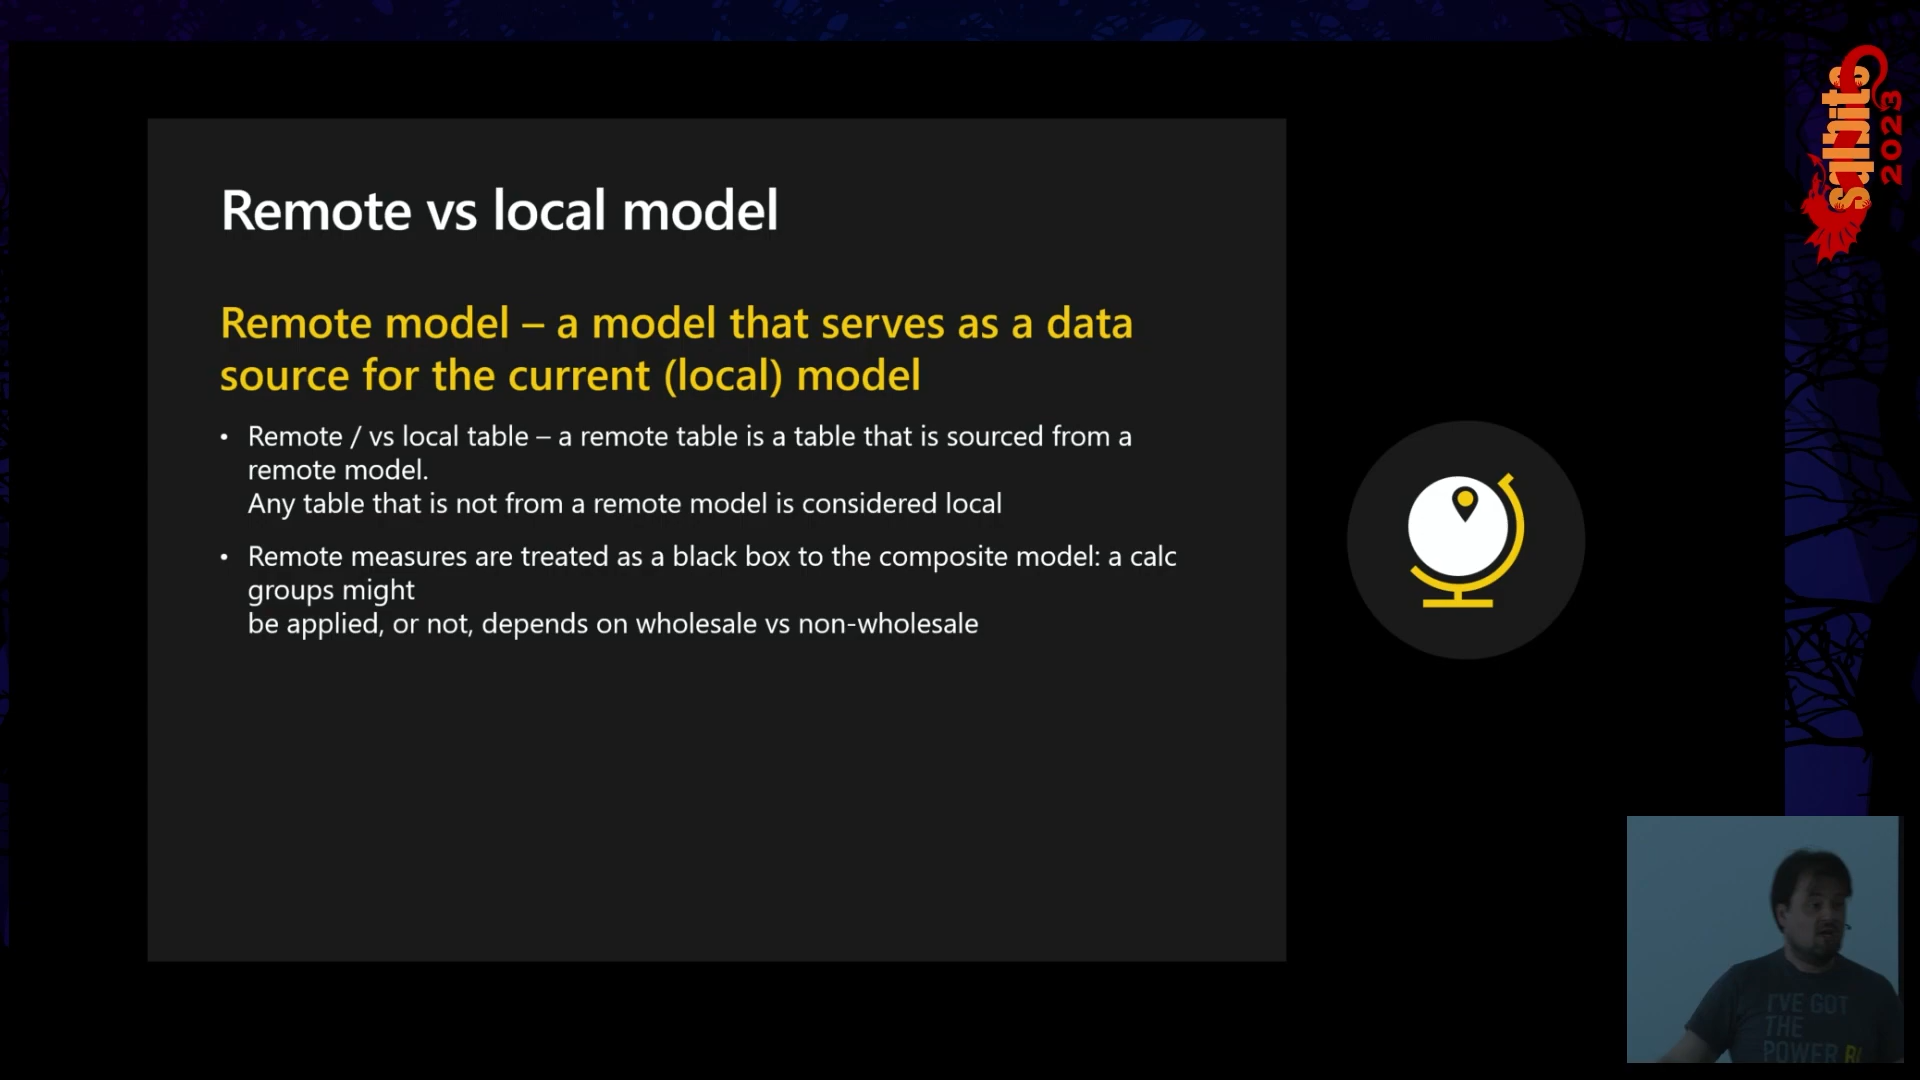 Remote vs local model
Remote model – a model that serves as a data
source for the current (local) model
• Remote / vs local table – a remote table is a table that is sourced from a
remote model.
Any table that is not from a remote model is considered local
• Remote measures are treated as a black box to the composite model: a calc
groups might
be applied, or not, depends on wholesale vs non-wholesale
sqlbits
2023
I'VE GOT
THE
POWER BI